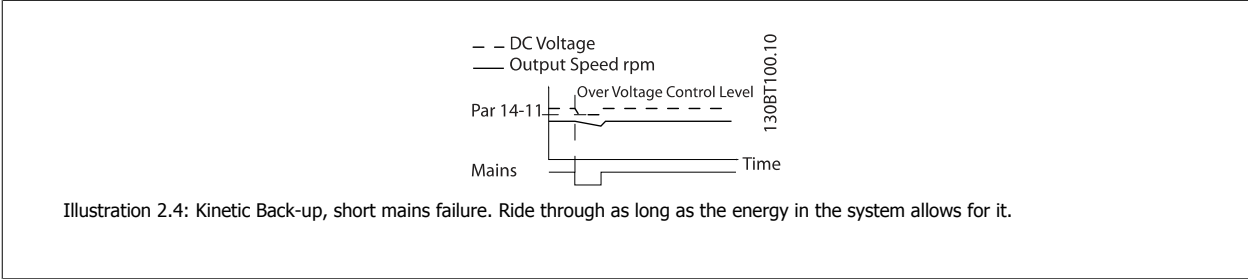 DC Voltage
Output Speed rpm
130BT100.10
Over Voltage Control Level
Par 14-11
Time
Mains
Illustration 2.4: Kinetic Back-up, short mains failure. Ride through as long as the energy in the system allows for it.